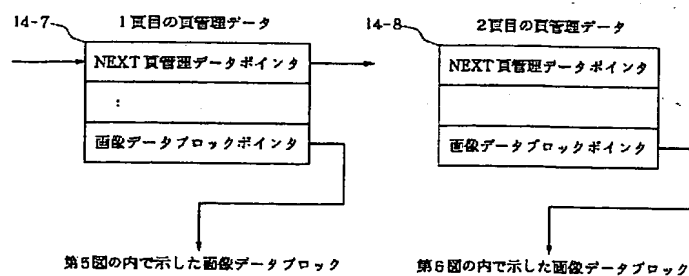 14-7 1頁目の頁管理データ
NEXT頁管理データポインタ
:
画像データブロックポインタ
第5図の内で示した画像データブロック
14-8 2頁目の頁管理データ
NEXT頁管理データポインタ
画像データブロックポインタ
第6図の内で示した画像データブロック